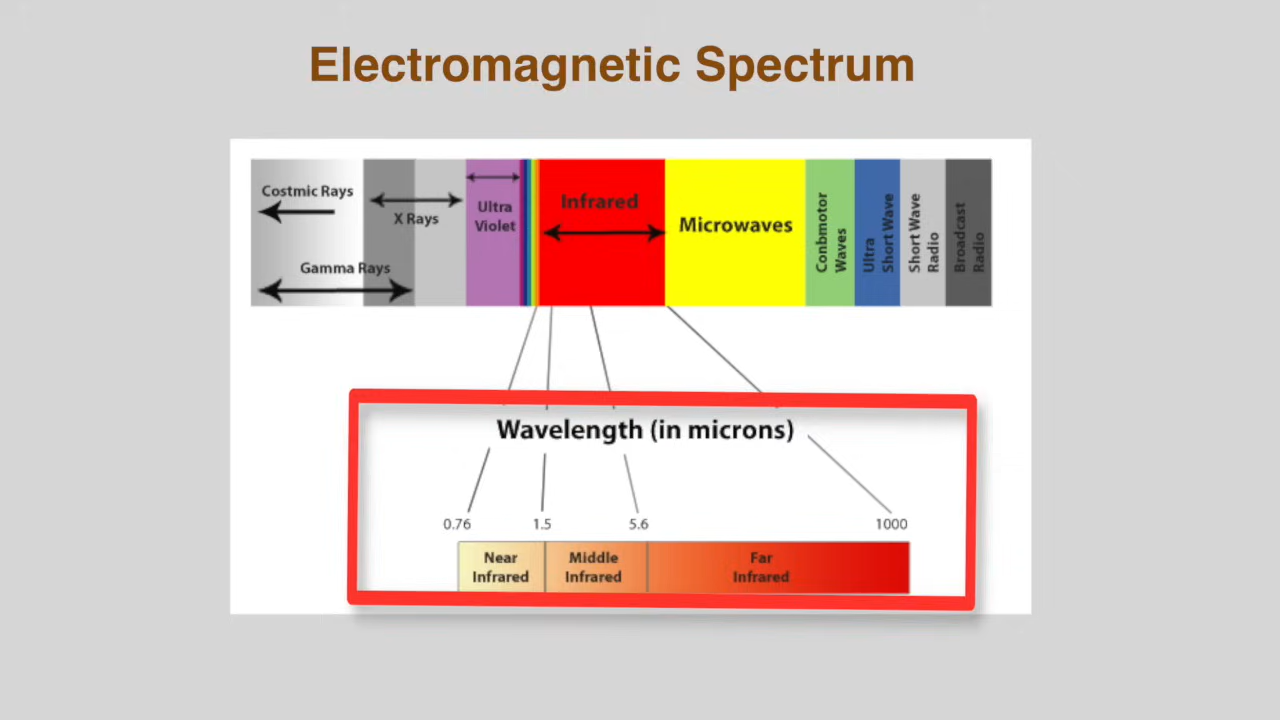 Electromagnetic Spectrum
Costmic Rays
X Rays
Gamma Rays
Ultra
Violet
Infrared
Microwaves
Conbmotor
Waves
Ultra
Short Wave
Short Wave
Radio
Broadcast
Radio
Wavelength (in microns)
0.76 1.5 5.6 1000
Near
Infrared
Middle
Infrared
Far
Infrared